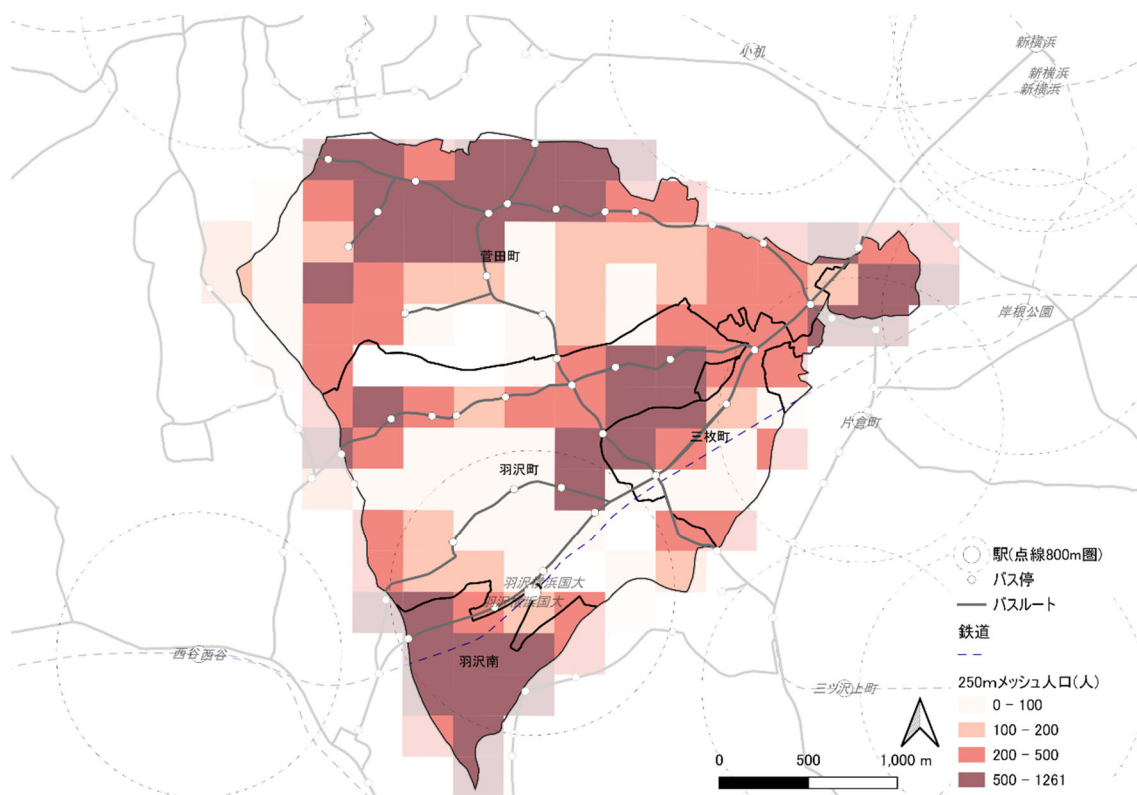 小机
新横浜
新横浜
新横浜
菅田町
岸根公園
片倉町
三枚町
羽沢町
羽沢横浜国大
羽沢横浜国大
西谷西谷
羽沢南
三ツ沢上町
駅(点線800m圏)
バス停
バスルート
鉄道
250mメッシュ人口(人)
0 - 100
100 - 200
200 - 500
500 - 1261
0 500 1,000 m